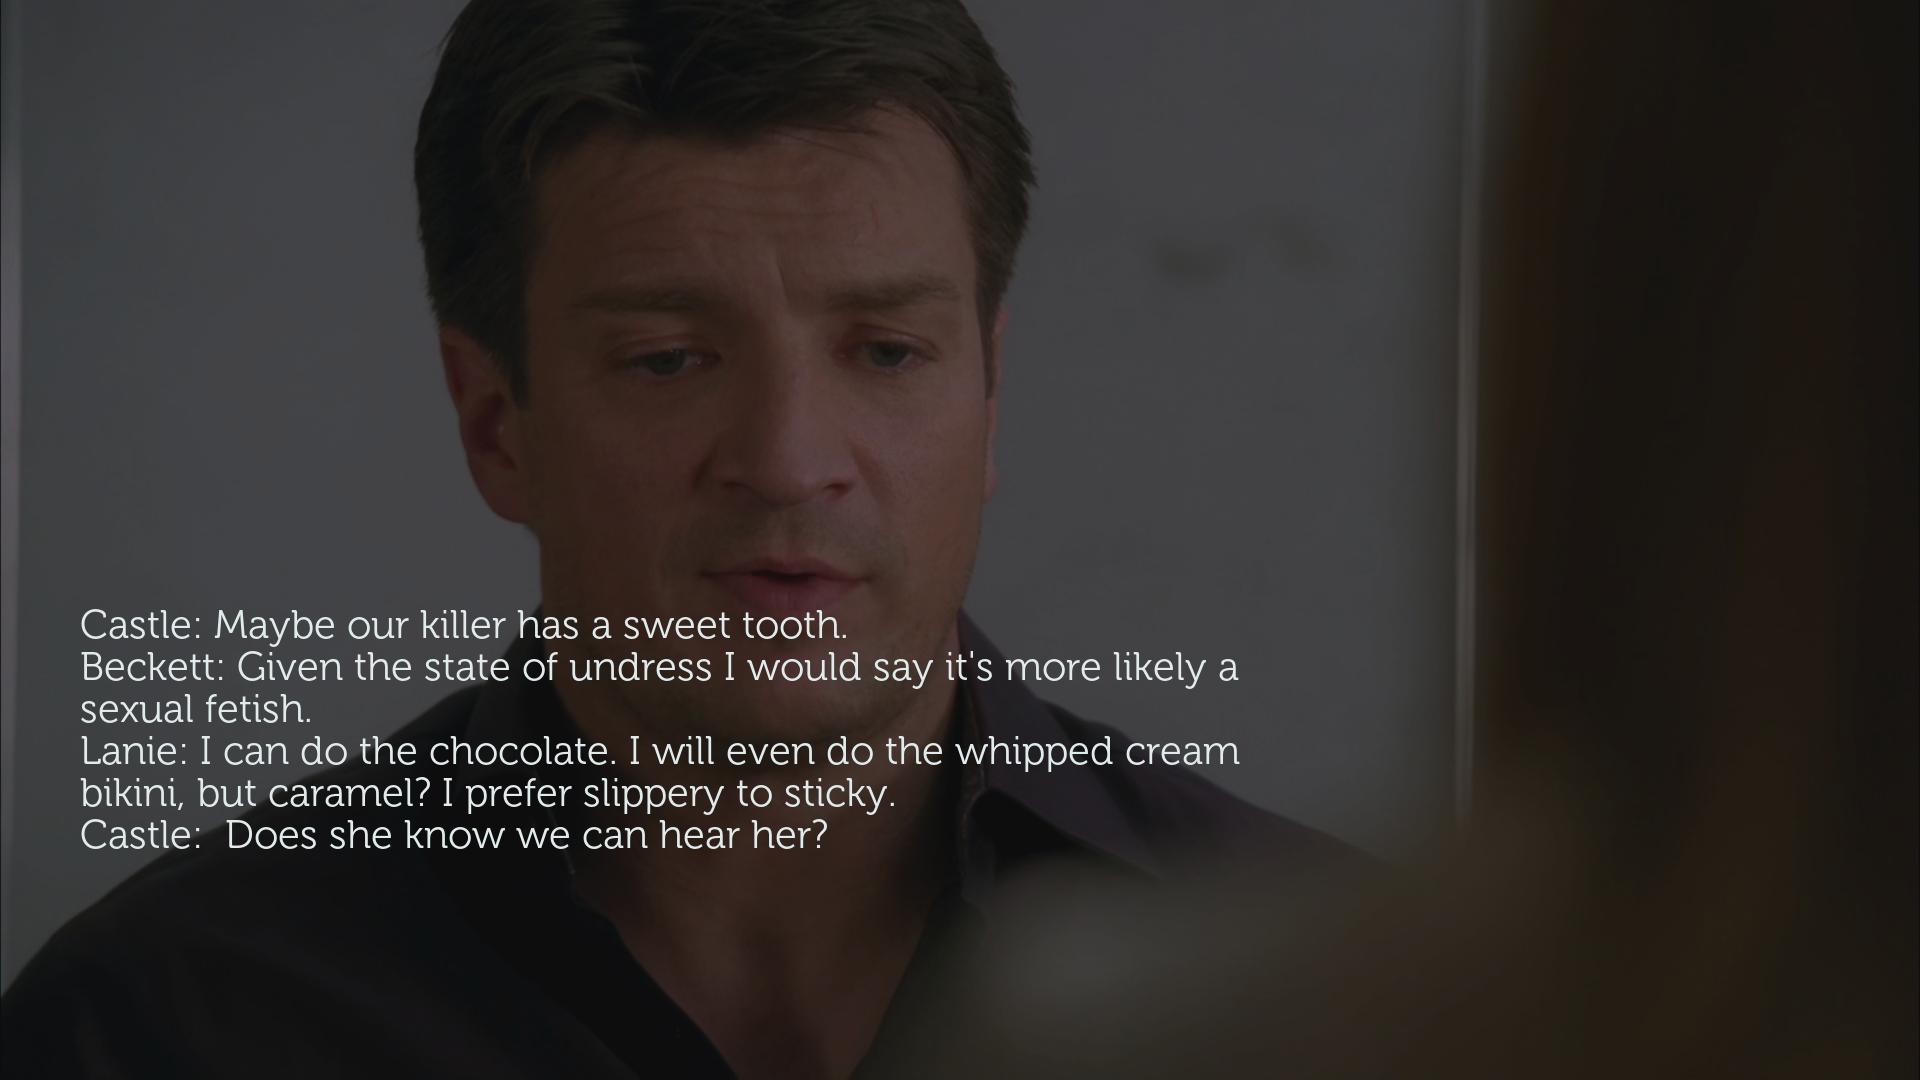 Castle: Maybe our killer has a sweet tooth.
Beckett: Given the state of undress I would say it's more likely a
sexual fetish.
Lanie: I can do the chocolate. I will even do the whipped cream
bikini, but caramel? I prefer slippery to sticky.
Castle:  Does she know we can hear her?